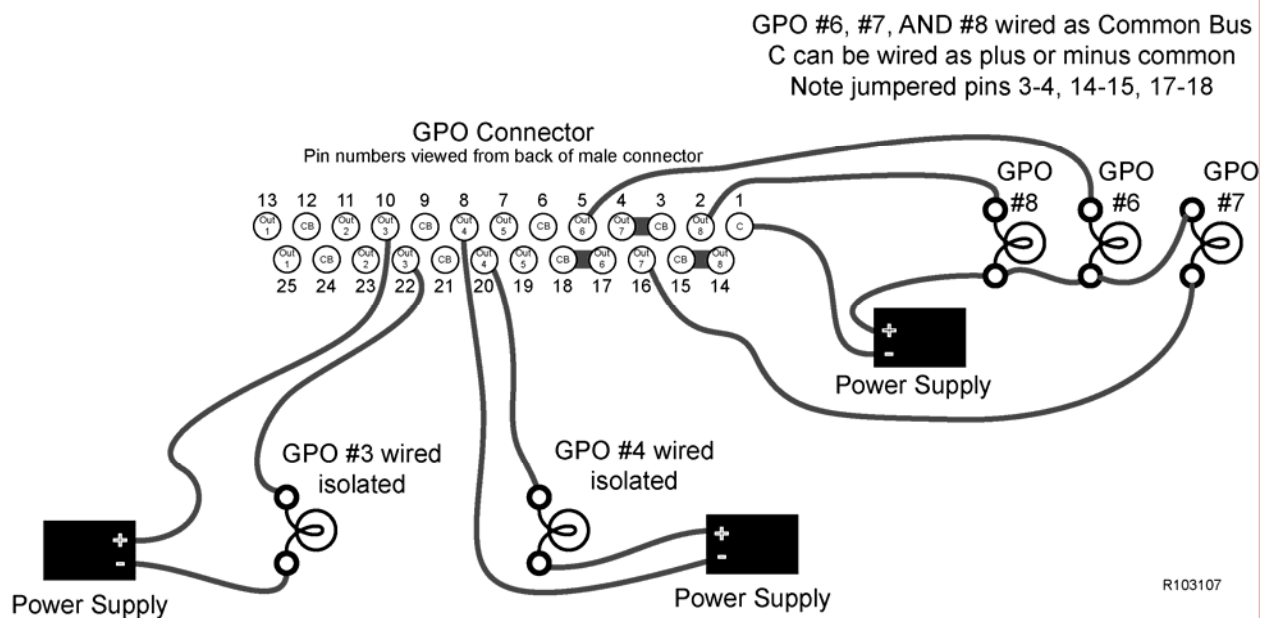 GPO #6, #7, AND #8 wired as Common Bus
C can be wired as plus or minus common
Note jumpered pins 3-4, 14-15, 17-18
GPO Connector
Pin numbers viewed from back of male connector
13 12 11 10 9 8 7 6 5 4 3 2 1
Out 1 CB Out 2 Out 3 CB Out 4 Out 5 CB Out 6 Out 7 CB Out 8 C
Out 1 CB Out 2 Out 3 CB Out 4 Out 5 CB Out 6 Out 7 CB Out 8
25 24 23 22 21 20 19 18 17 16 15 14
GPO
#8
GPO
#6
GPO
#7
+
-
Power Supply
GPO #3 wired
isolated
GPO #4 wired
isolated
+
-
Power Supply
+
-
Power Supply
R103107